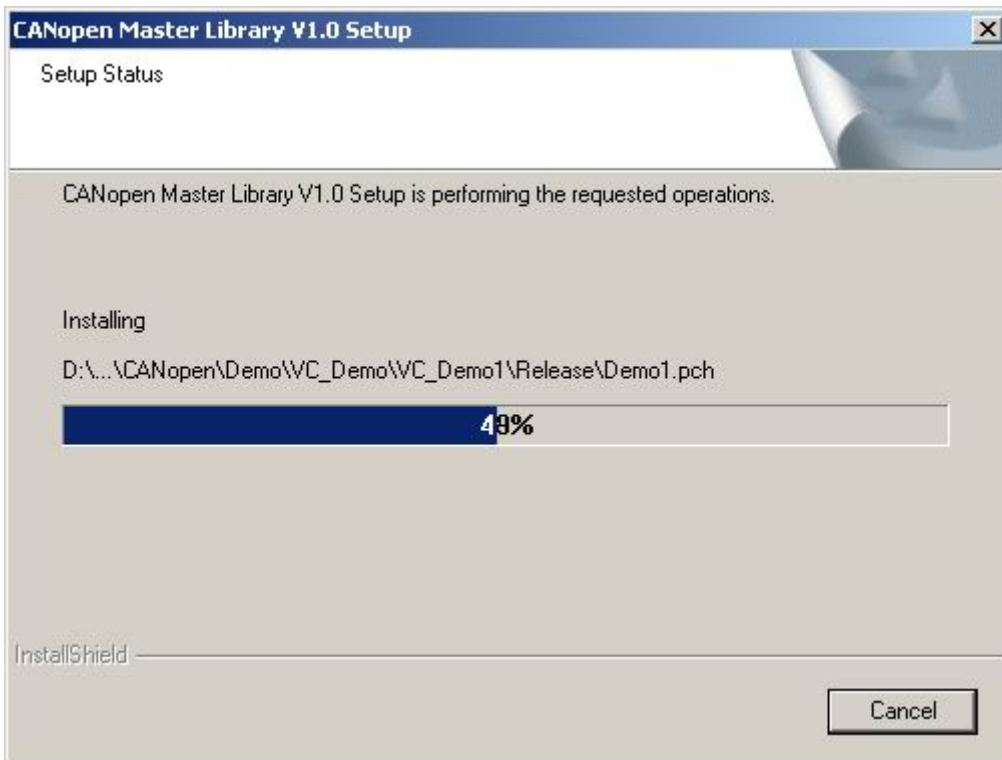 CANopen Master Library V1.0 Setup
Setup Status
CANopen Master Library V1.0 Setup is performing the requested operations.
Installing
D:\...\CANopen\Demo\VC_Demo\VC_Demo1\Release\Demo1.pch
49%
InstallShield
Cancel